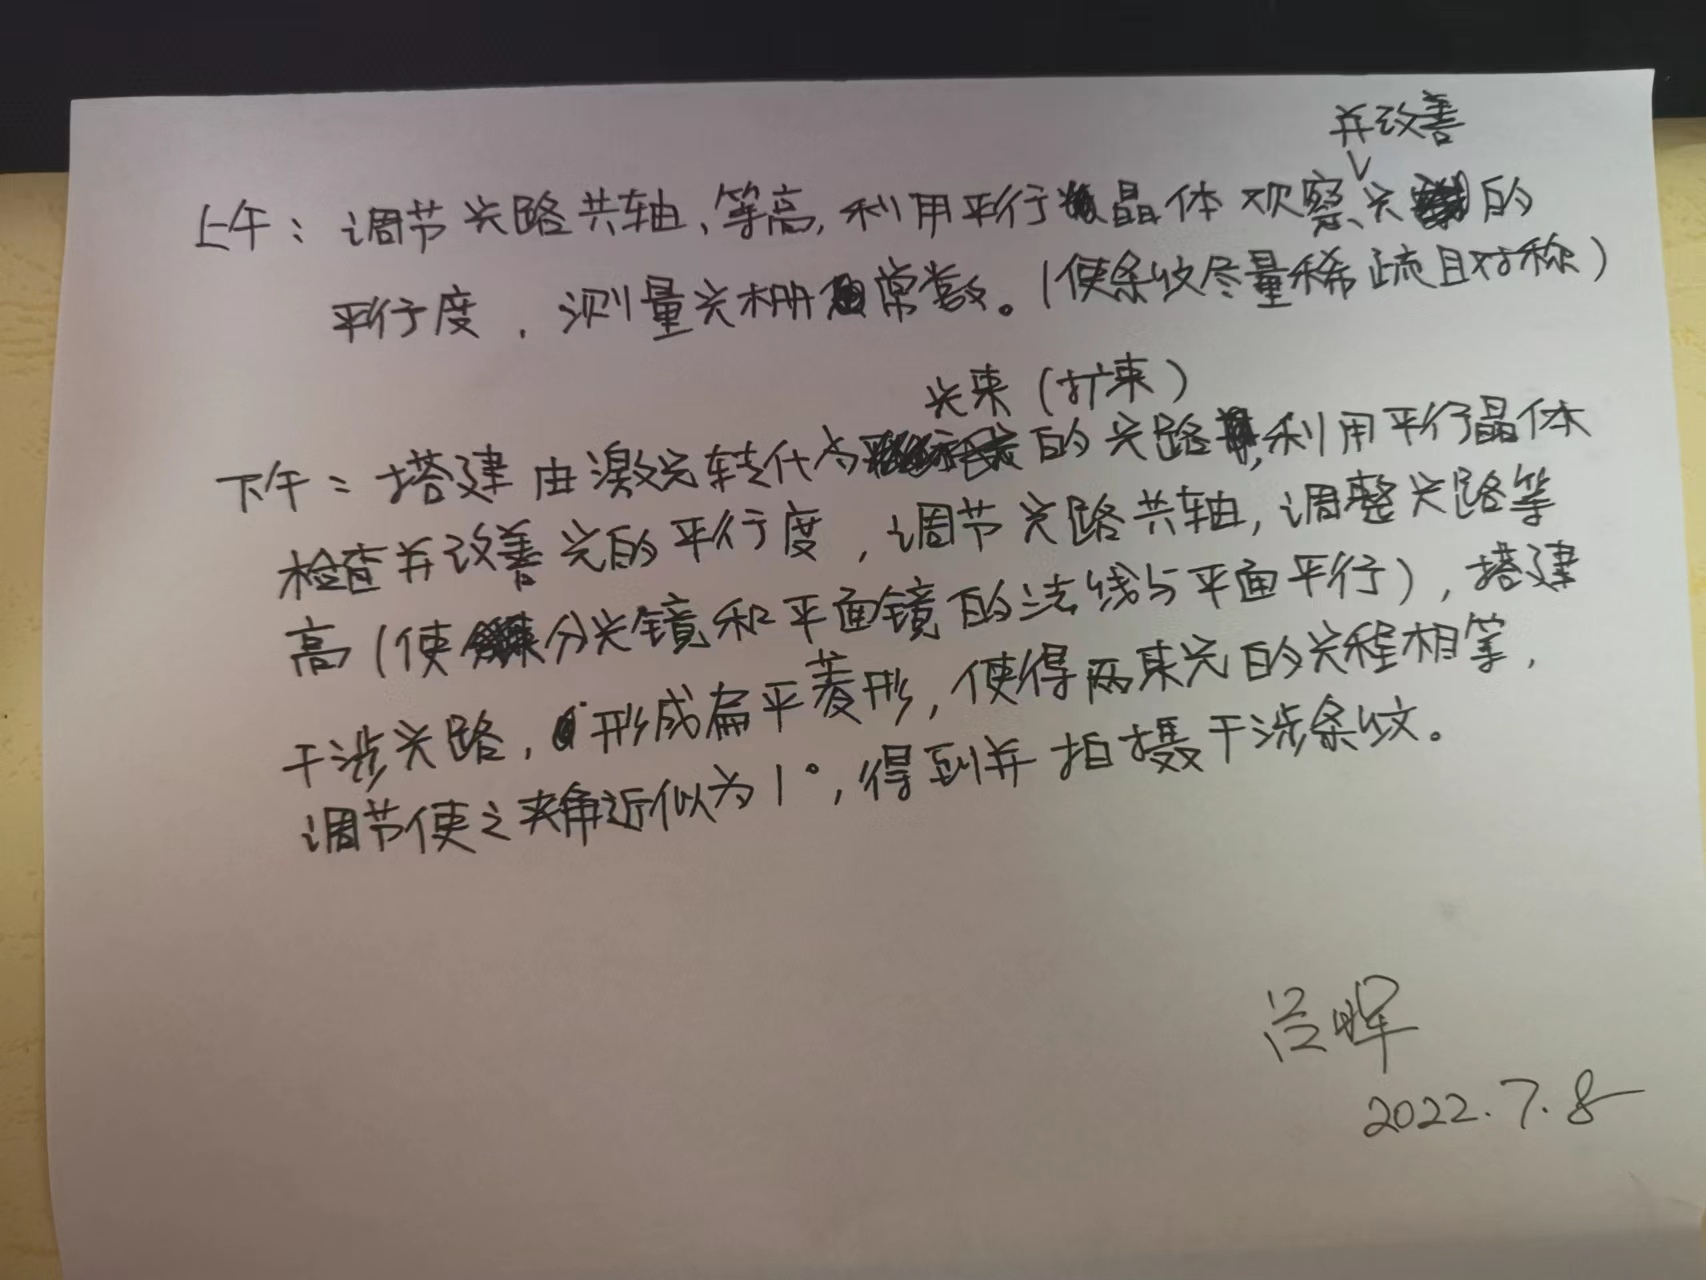 并改善
上午：调节光路共轴、等高，利用平行晶体观察、光的
平行度，测量光栅常数。（使条纹尽量稀疏且对称）
光束（扩束）
下午：搭建由激光转化为的光路，利用平行晶体
检查并改善光的平行度，调节光路共轴，调整光路等
高（使分光镜和平面镜的法线与平面平行），搭建
干涉光路，形成扁平菱形，使得两束光的光程相等，
调节使之夹角近似为1°，得到并拍摄干涉条纹。
2022.7.8